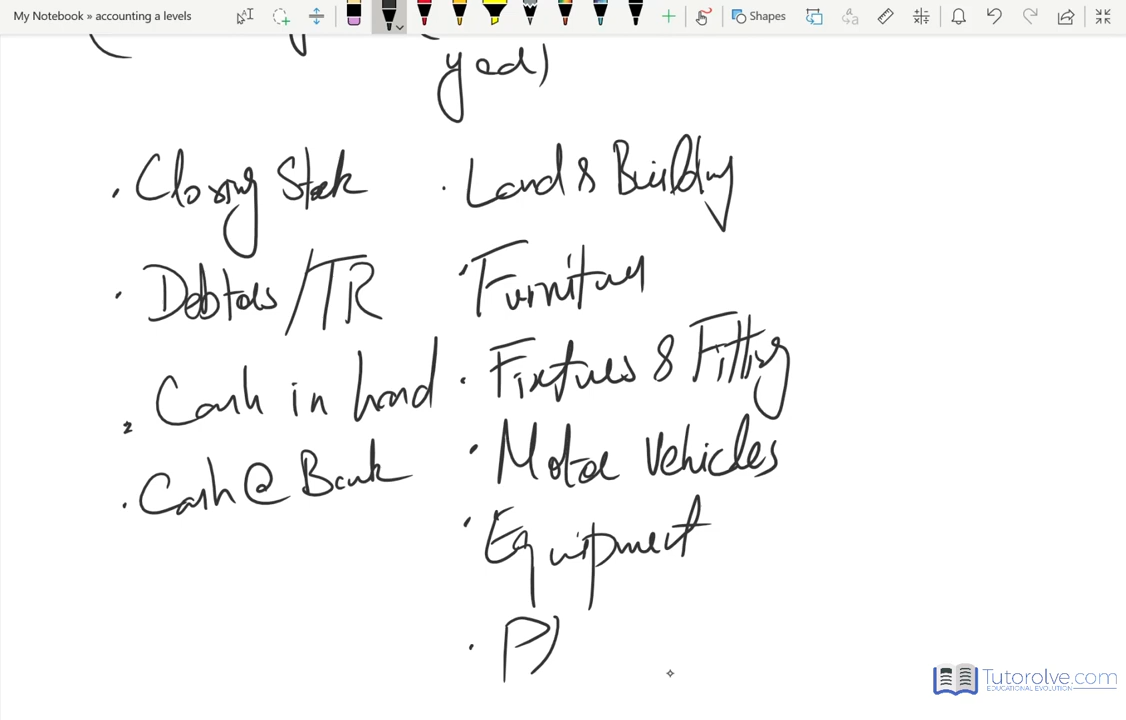 My Notebook » accounting a levels
Shapes
yed)
. Closing Stock
. Land & Building
. Debtors/TR
. Furniture
. Cash in hand
. Fixtures & Fitting
. Cash @ Bank
. Motor Vehicles
. Equipment
. Pl
Tutorolve.com
EDUCATIONAL EVOLUTION